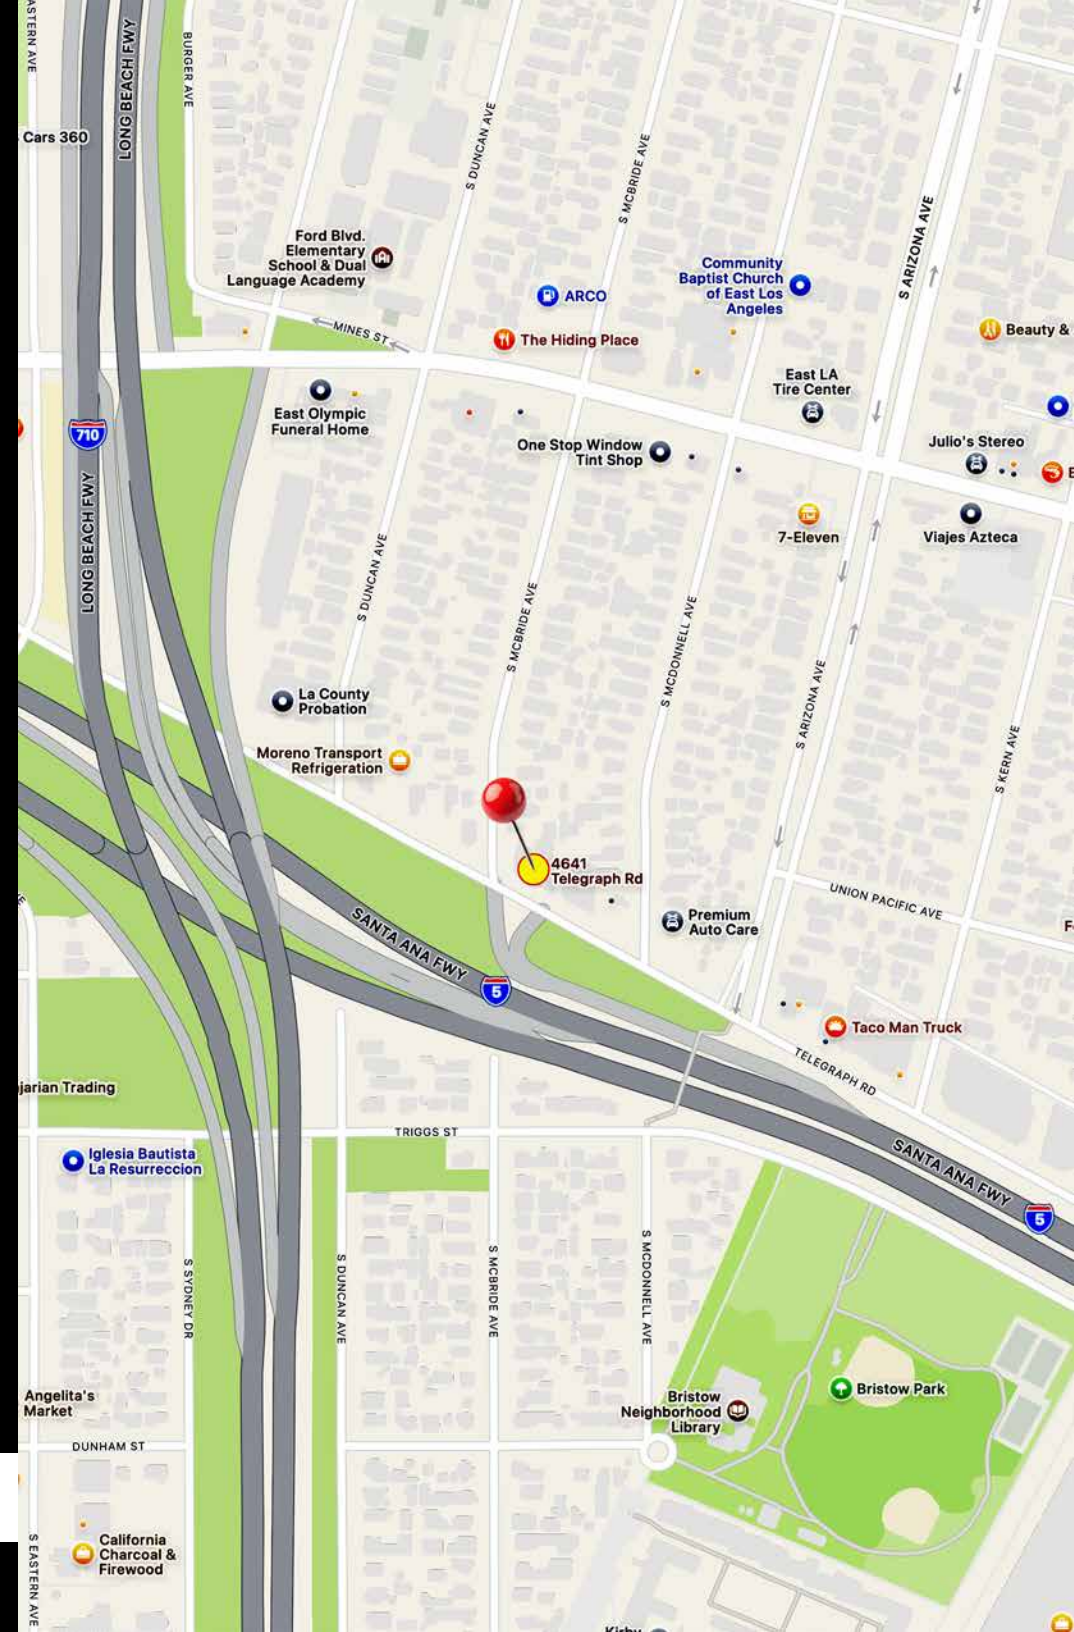 EASTERN AVE
LONG BEACH FWY
BURGER AVE
Cars 360
S DUNCAN AVE
S MCBRIDE AVE
S ARIZONA AVE
Ford Blvd.
Elementary
School & Dual
Language Academy
ARCO
Community
Baptist Church
of East Los
Angeles
MINES ST
The Hiding Place
Beauty &
East LA
Tire Center
East Olympic
Funeral Home
710
One Stop Window
Tint Shop
Julio's Stereo
LONG BEACH FWY
7-Eleven
Viajes Azteca
S DUNCAN AVE
S MCBRIDE AVE
S MCDONNELL AVE
S ARIZONA AVE
S KERN AVE
La County
Probation
Moreno Transport
Refrigeration
4641
Telegraph Rd
UNION PACIFIC AVE
Premium
Auto Care
SANTA ANA FWY
5
Taco Man Truck
TELEGRAPH RD
jarian Trading
TRIGGS ST
Iglesia Bautista
La Resurreccion
SANTA ANA FWY
5
S SYDNEY DR
S DUNCAN AVE
S MCBRIDE AVE
S MCDONNELL AVE
Bristow Park
Angelita's
Market
Bristow
Neighborhood
Library
DUNHAM ST
California
Charcoal &
Firewood
S EASTERN AVE